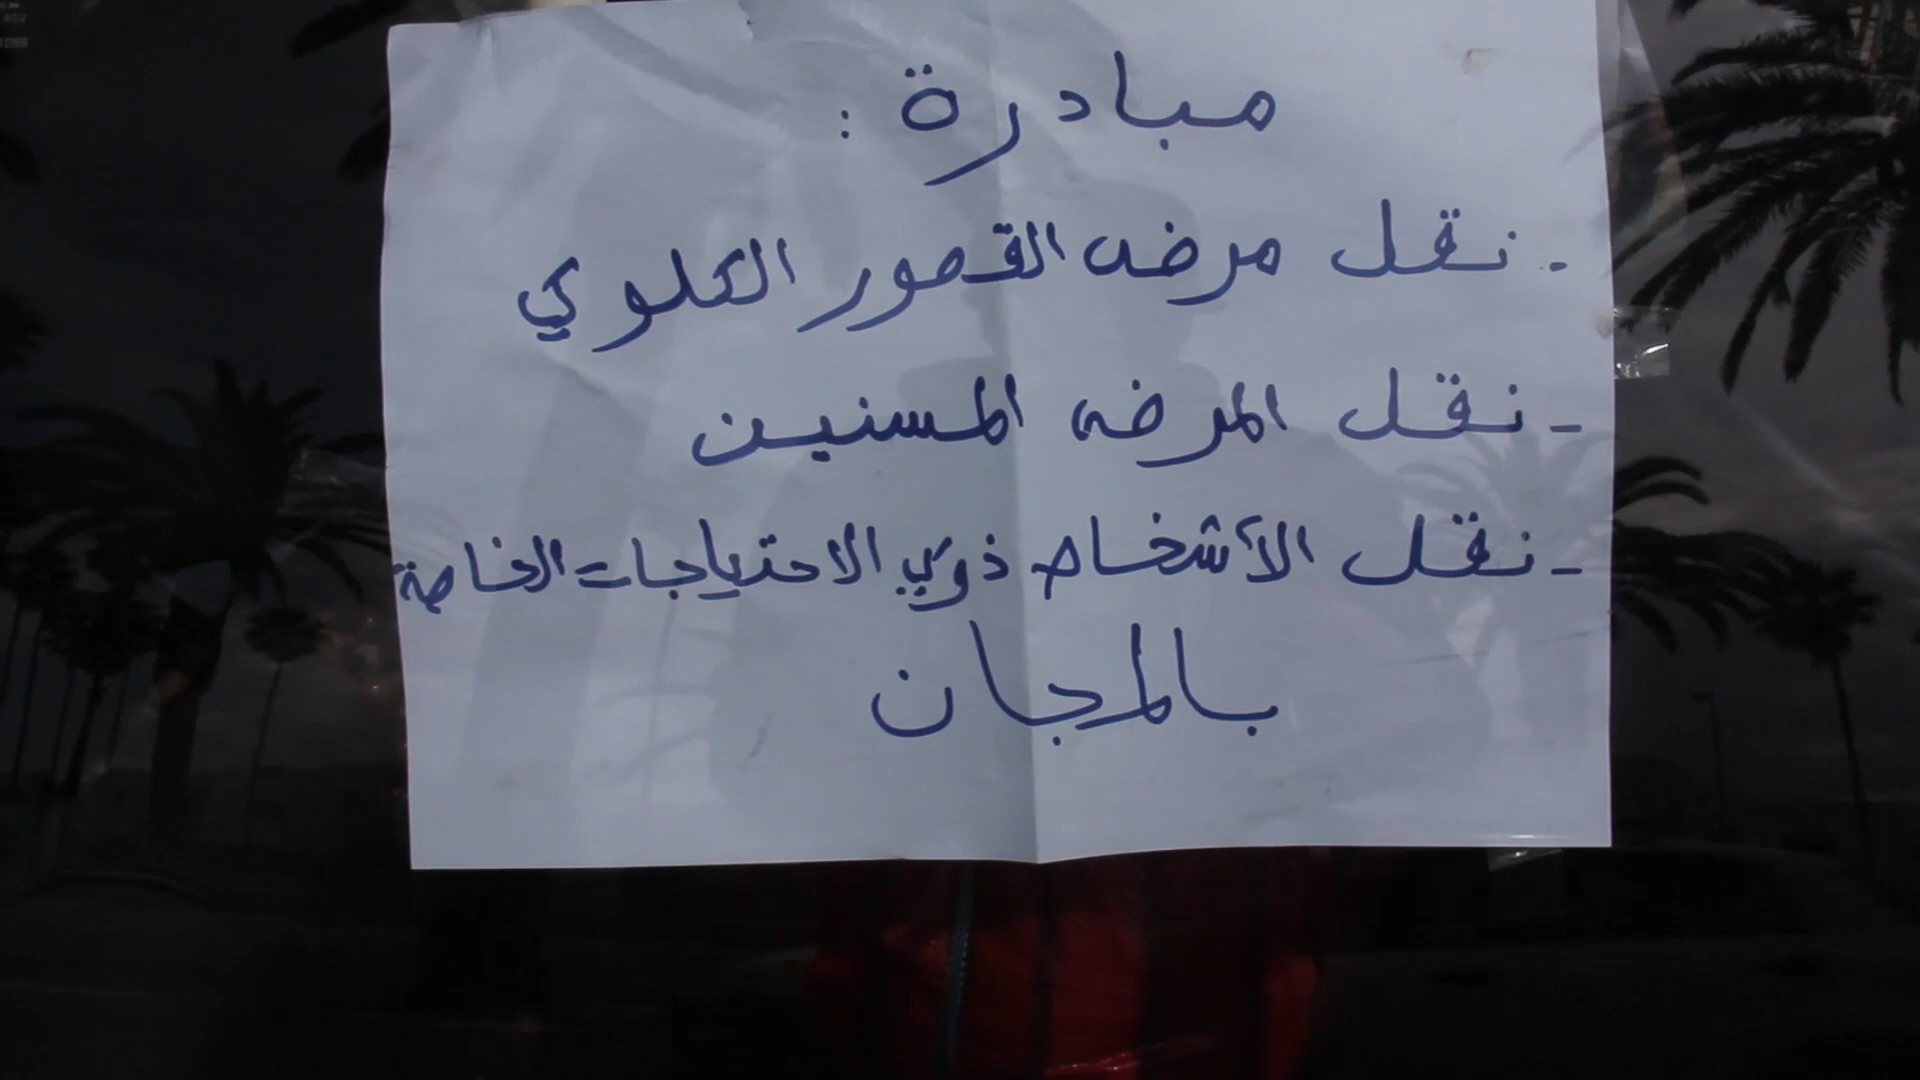 مبادرة :
- نقل مرضى القصور الكلوي
- نقل المرضى المسنين
- نقل الأشخاص ذوي الاحتياجات الخاصة
بالمجان